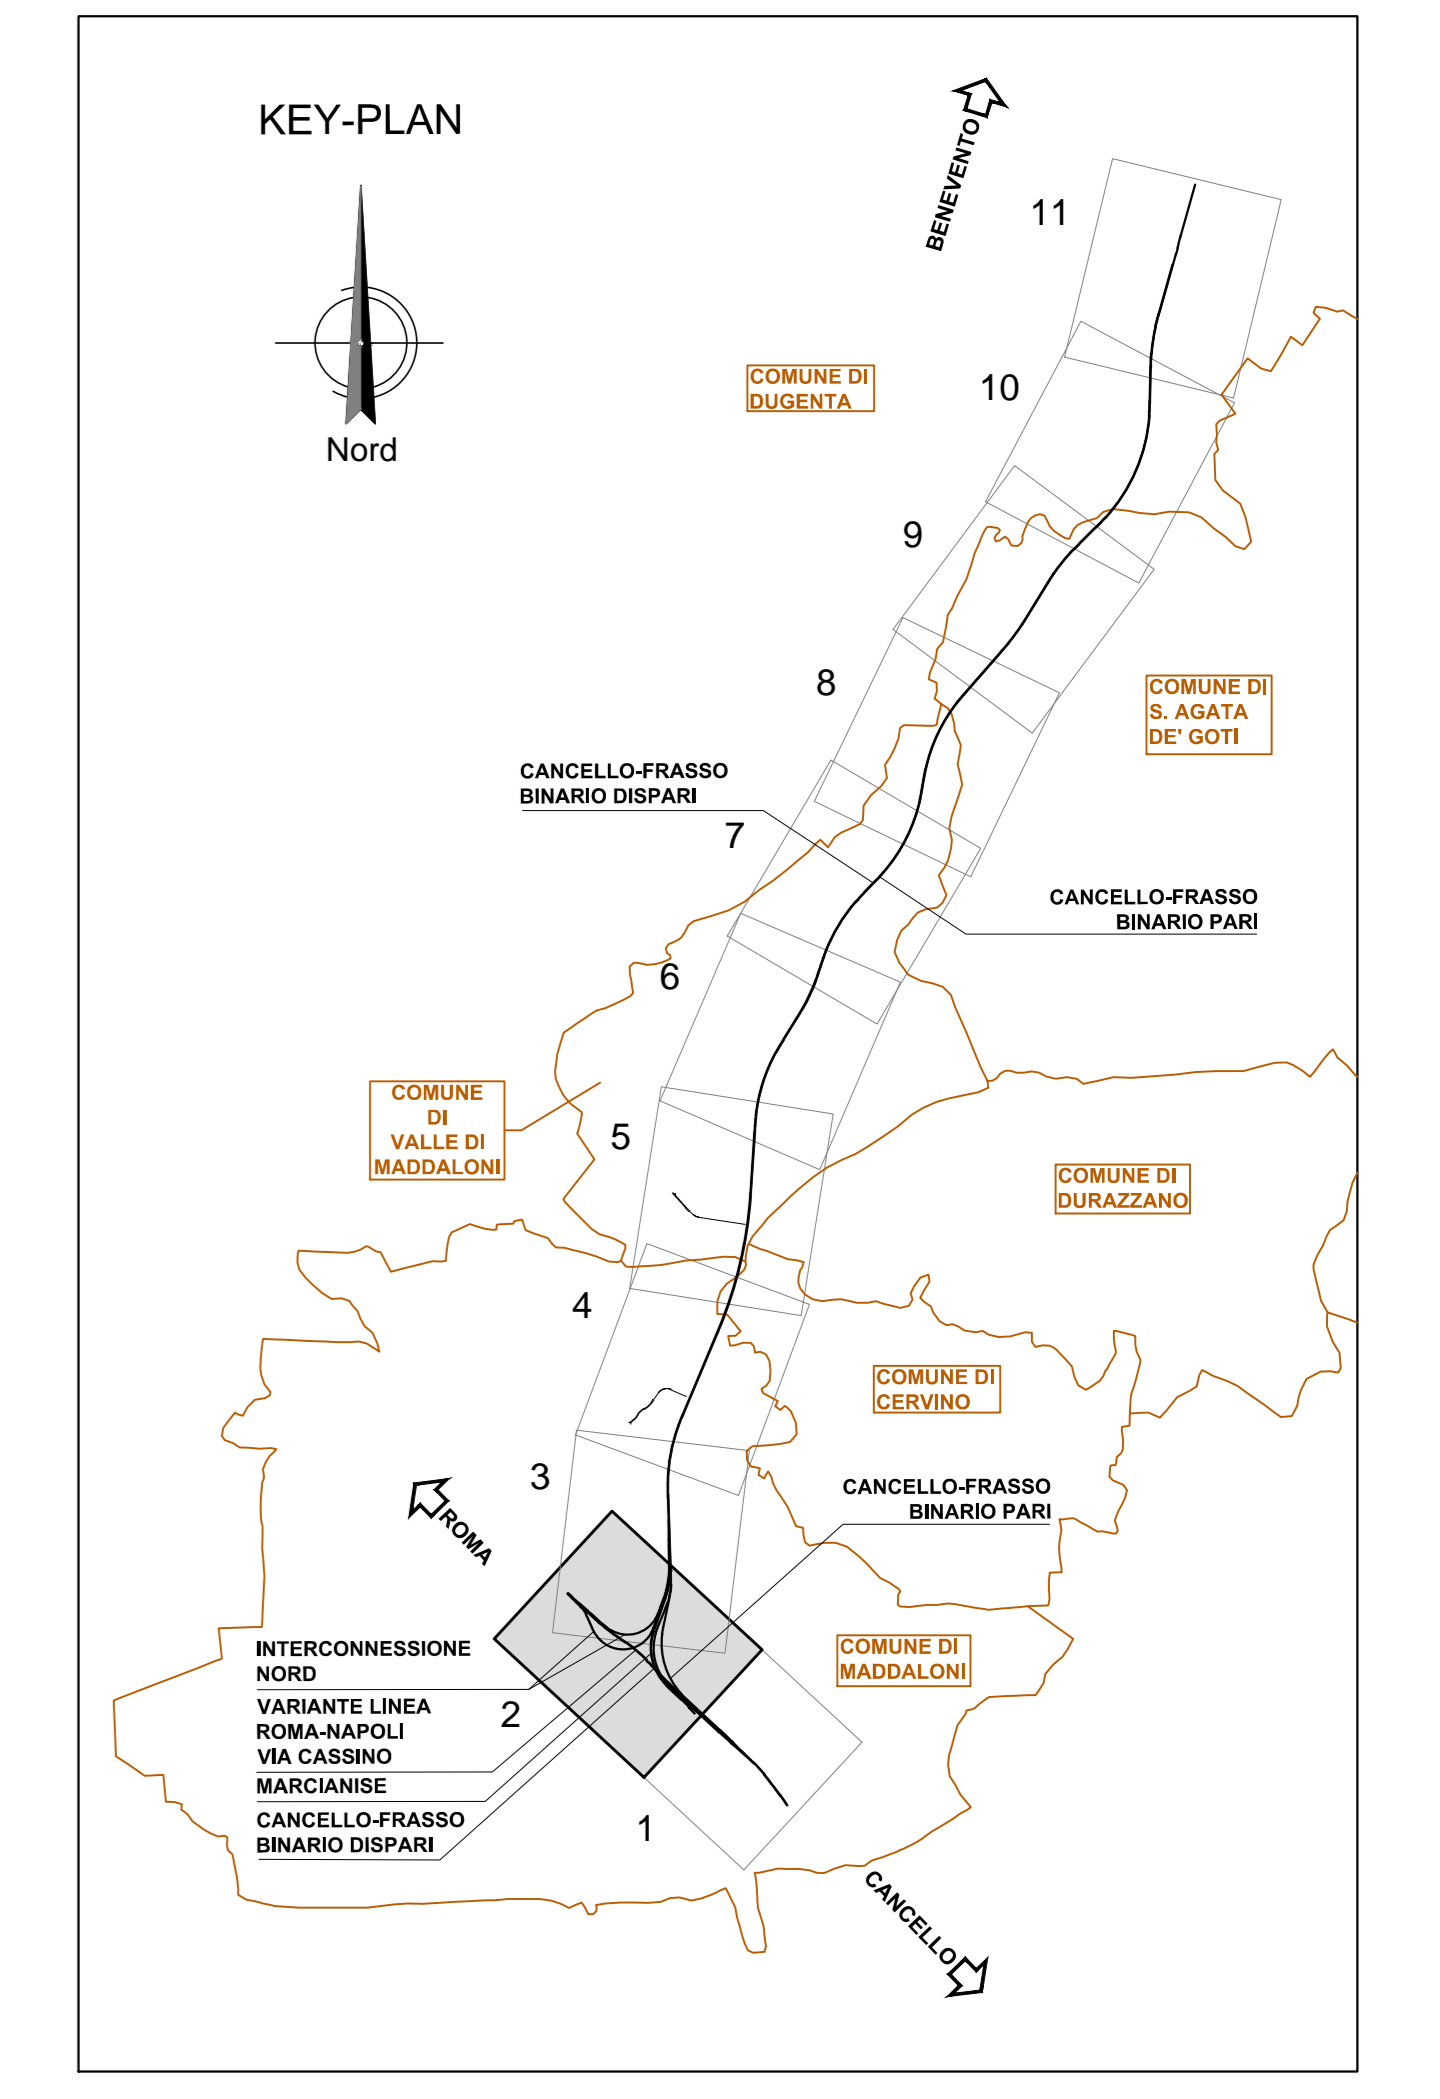 KEY-PLAN
Nord
BENEVENTO
11
10
COMUNE DI
DUGENTA
9
8
COMUNE DI
S. AGATA
DE' GOTI
CANCELLO-FRASSO
BINARIO DISPARI
7
CANCELLO-FRASSO
BINARIO PARI
6
COMUNE
DI
VALLE DI
MADDALONI
5
COMUNE DI
DURAZZANO
4
COMUNE DI
CERVINO
3
ROMA
CANCELLO-FRASSO
BINARIO PARI
COMUNE DI
MADDALONI
INTERCONNESSIONE
NORD
2
VARIANTE LINEA
ROMA-NAPOLI
VIA CASSINO
MARCIANISE
CANCELLO-FRASSO
BINARIO DISPARI
1
CANCELLO